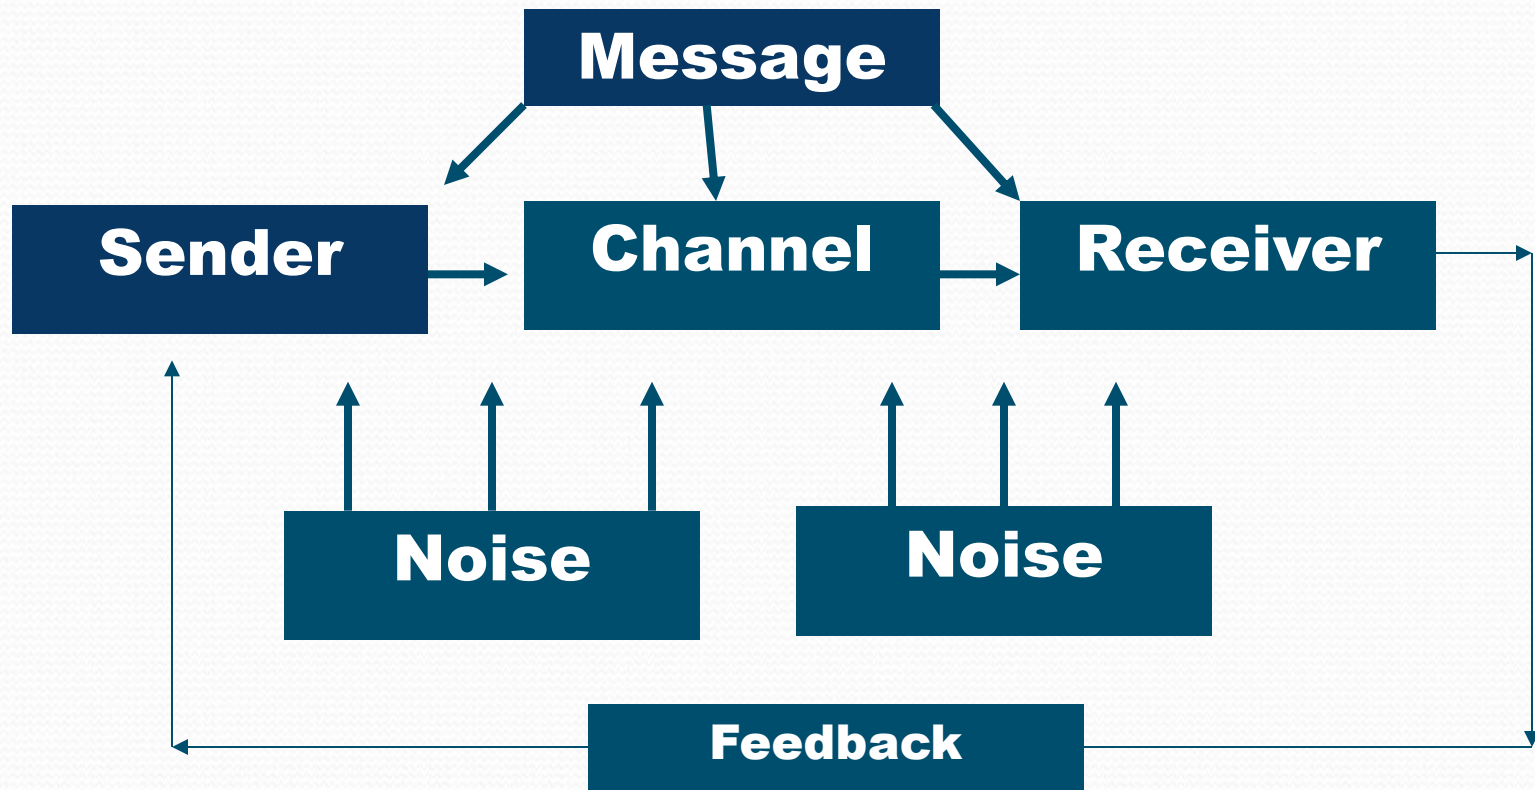 Message
Sender
Channel
Receiver
Noise
Noise
Feedback